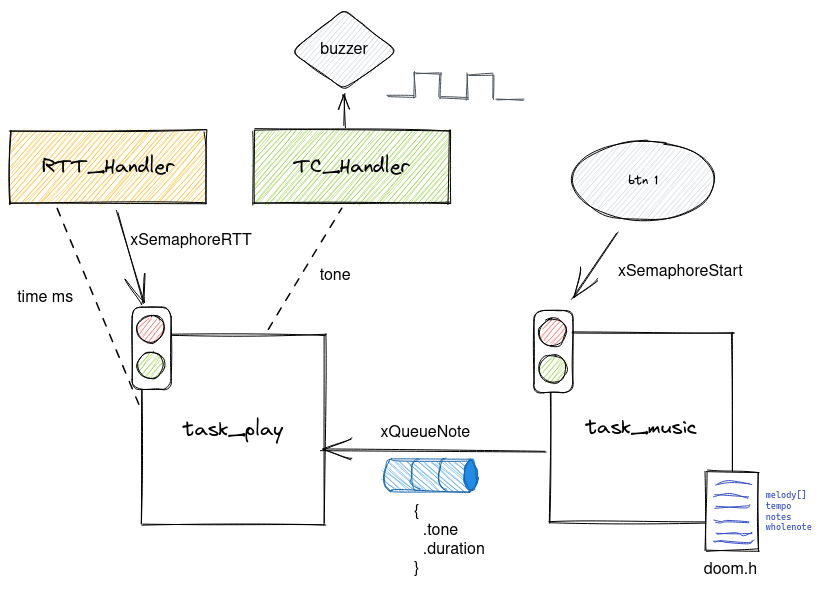 buzzer
RTT_Handler
TC_Handler
btn 1
xSemaphoreRTT
xSemaphoreStart
tone
time ms
task_play
xQueueNote
task_music
{
.tone
.duration
}
melody[]
tempo
notes
wholenote
doom.h